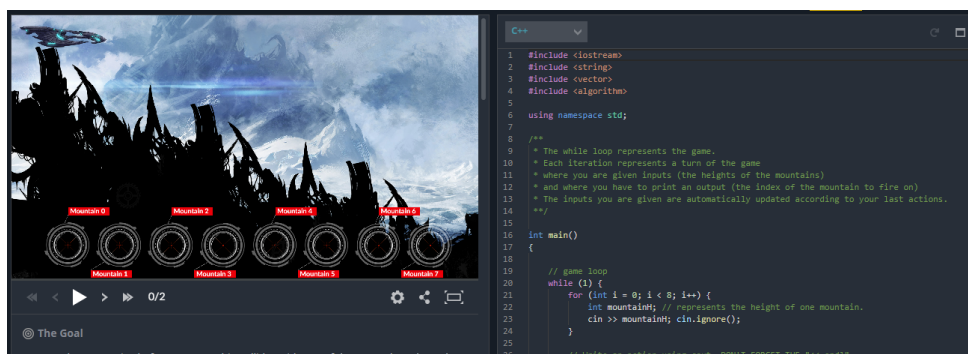 Mountain 0
Mountain 2
Mountain 4
Mountain 6
Mountain 1
Mountain 3
Mountain 5
Mountain 7
0/2
The Goal
C++
1 #include <iostream>
2 #include <string>
3 #include <vector>
4 #include <algorithm>
5
6 using namespace std;
7
8 /**
9 * The while loop represents the game.
10 * Each iteration represents a turn of the game
11 * where you are given inputs (the heights of the mountains)
12 * and where you have to print an output (the index of the mountain to fire on)
13 * The inputs you are given are automatically updated according to your last actions.
14 **/
15
16 int main()
17 {
18
19 // game loop
20 while (1) {
21 for (int i = 0; i < 8; i++) {
22 int mountainH; // represents the height of one mountain.
23 cin >> mountainH; cin.ignore();
24 }
25